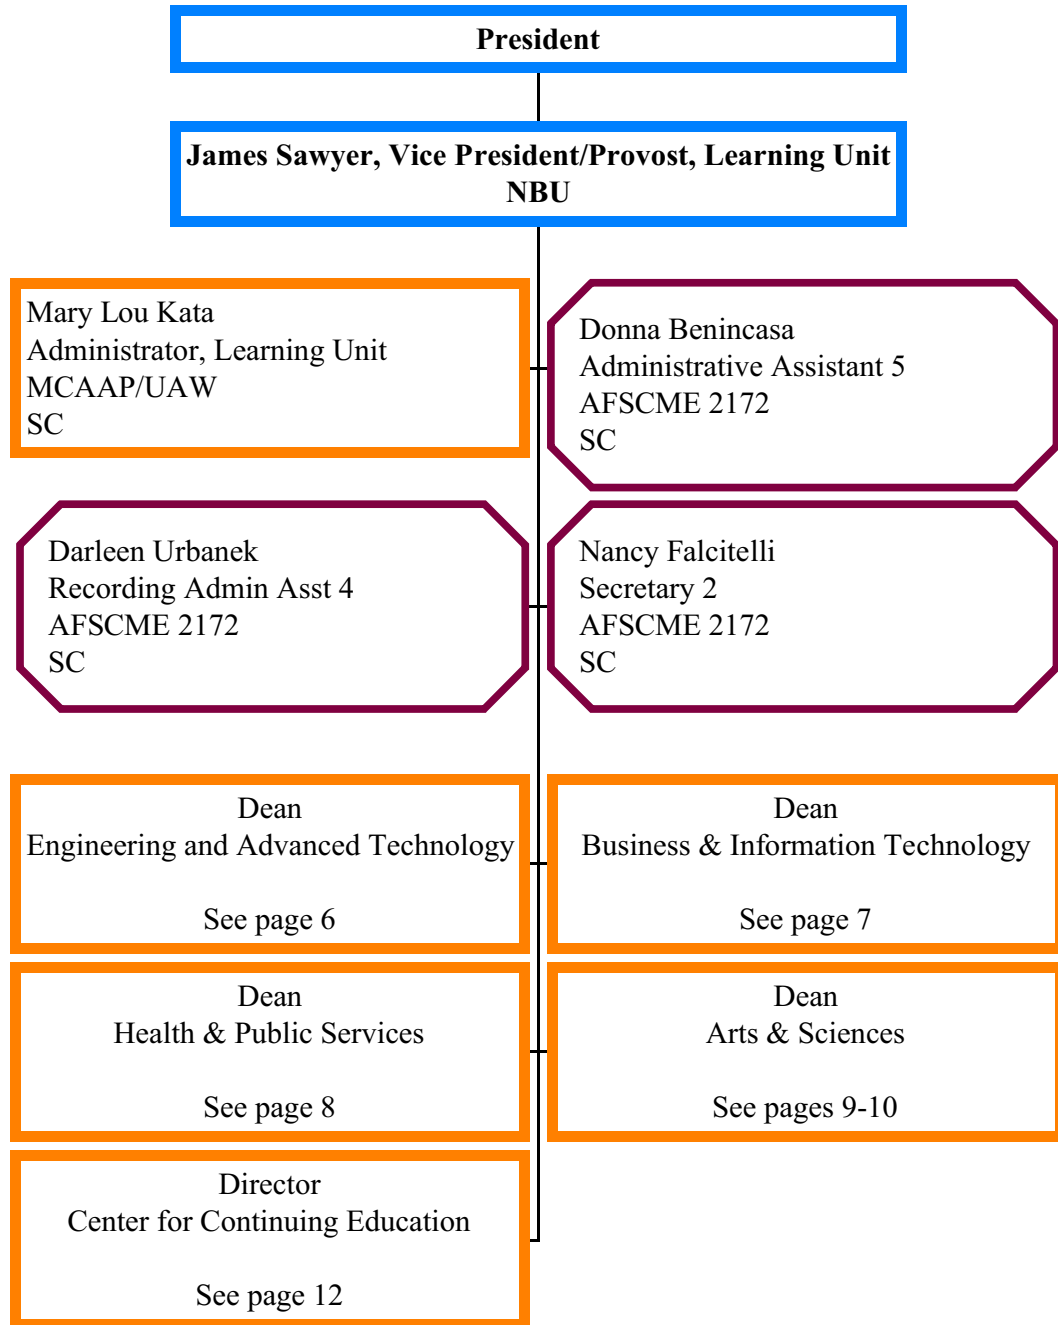 President
James Sawyer, Vice President/Provost, Learning Unit
NBU
Mary Lou Kata
Administrator, Learning Unit
MCAAP/UAW
SC
Donna Benincasa
Administrative Assistant 5
AFSCME 2172
SC
Darleen Urbanek
Recording Admin Asst 4
AFSCME 2172
SC
Nancy Falcitelli
Secretary 2
AFSCME 2172
SC
Dean
Engineering and Advanced Technology
See page 6
Dean
Business & Information Technology
See page 7
Dean
Health & Public Services
See page 8
Dean
Arts & Sciences
See pages 9-10
Director
Center for Continuing Education
See page 12